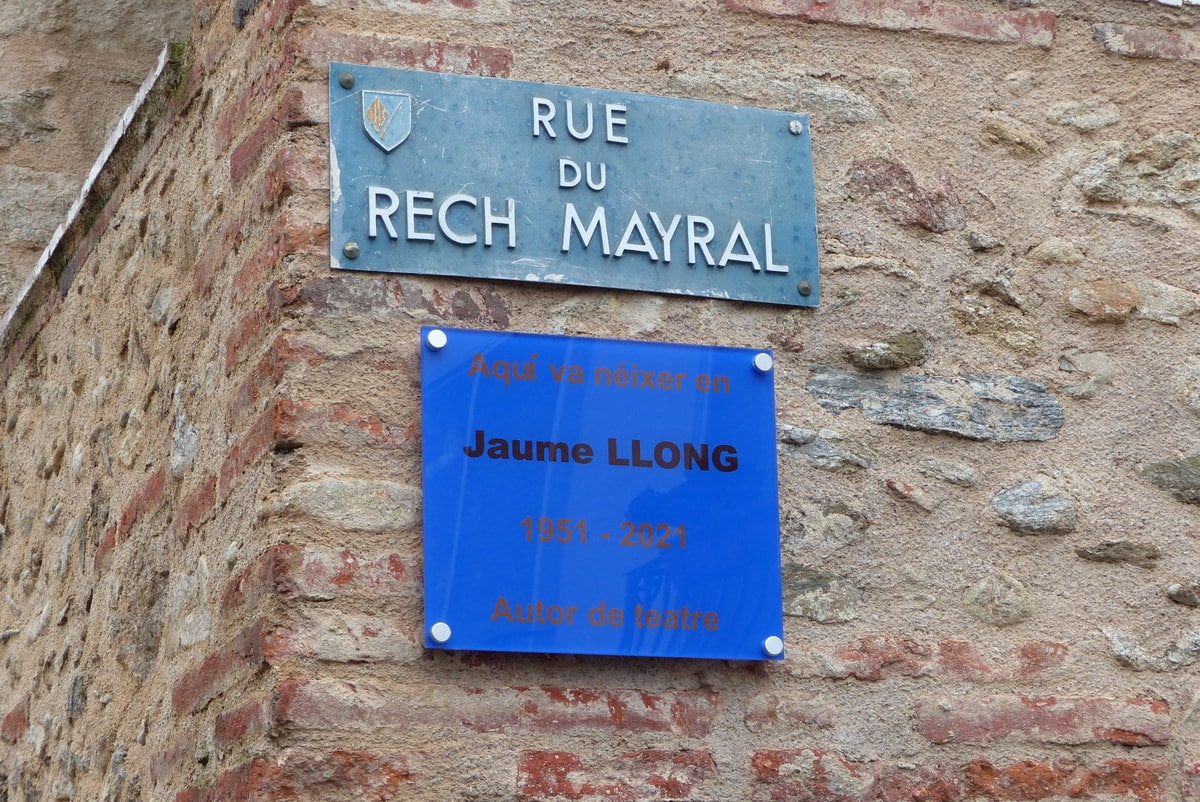 RUE
DU
RECH MAYRAL
Aquí va néixer en
Jaume LLONG
1951 - 2021
Autor de teatre